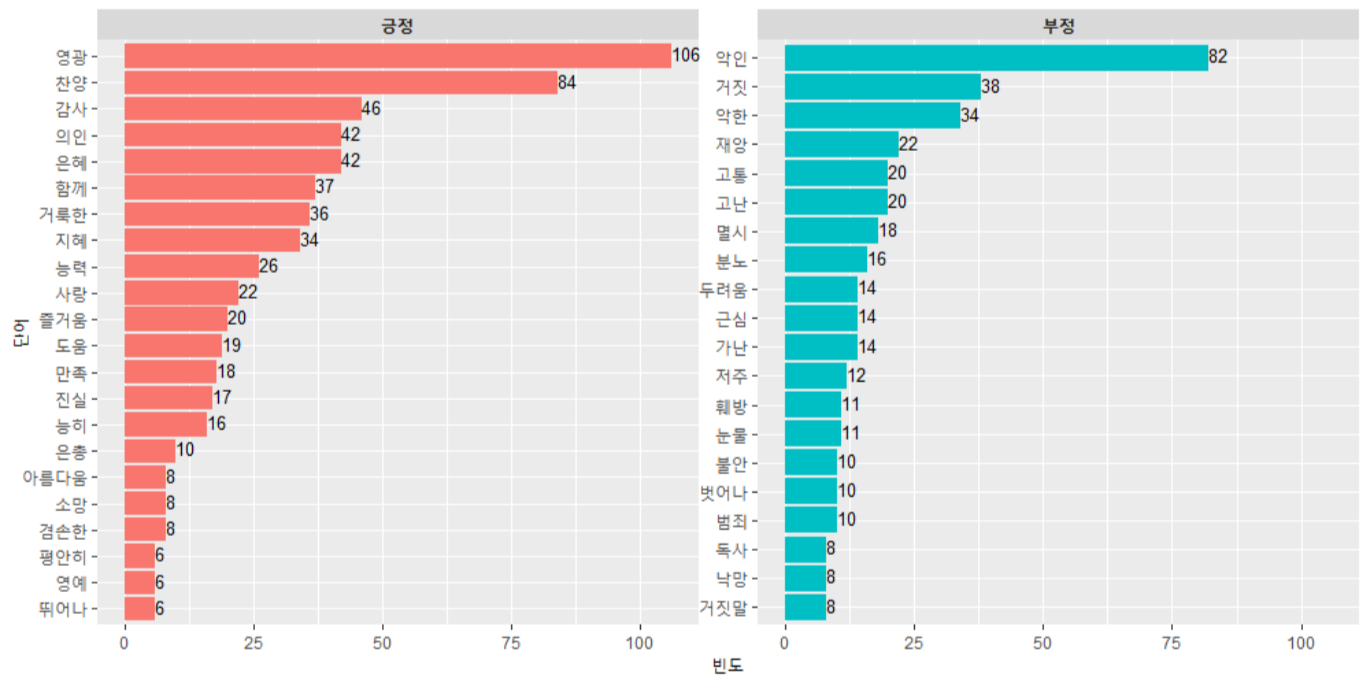 긍정
영광 106
찬양 84
감사 46
의인 42
은혜 42
함께 37
거룩한 36
지혜 34
능력 26
사랑 22
즐거움 20
도움 19
만족 18
진실 17
능히 16
은총 10
아름다움 8
소망 8
겸손한 8
평안히 6
영예 6
뛰어나 6
0 25 50 75 100
단어
부정
악인 82
거짓 38
악한 34
재앙 22
고통 20
고난 20
멸시 18
분노 16
두려움 14
근심 14
가난 14
저주 12
훼방 11
눈물 11
불안 10
벗어나 10
범죄 10
독사 8
낙망 8
거짓말 8
0 25 50 75 100
빈도